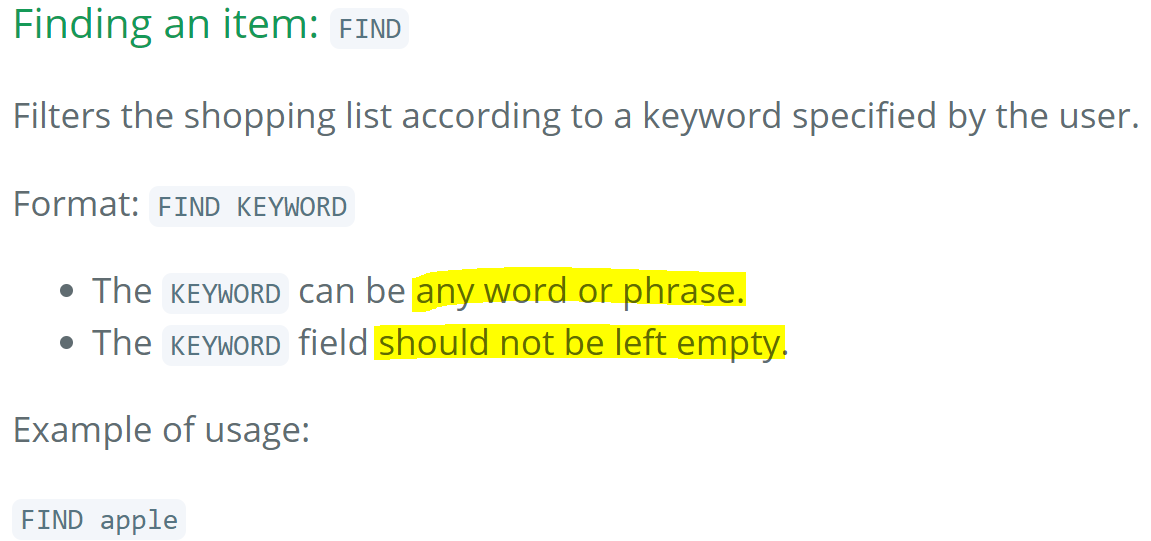 Finding an item: FIND
Filters the shopping list according to a keyword specified by the user.
Format: FIND KEYWORD
• The KEYWORD can be any word or phrase.
• The KEYWORD field should not be left empty.
Example of usage:
FIND apple